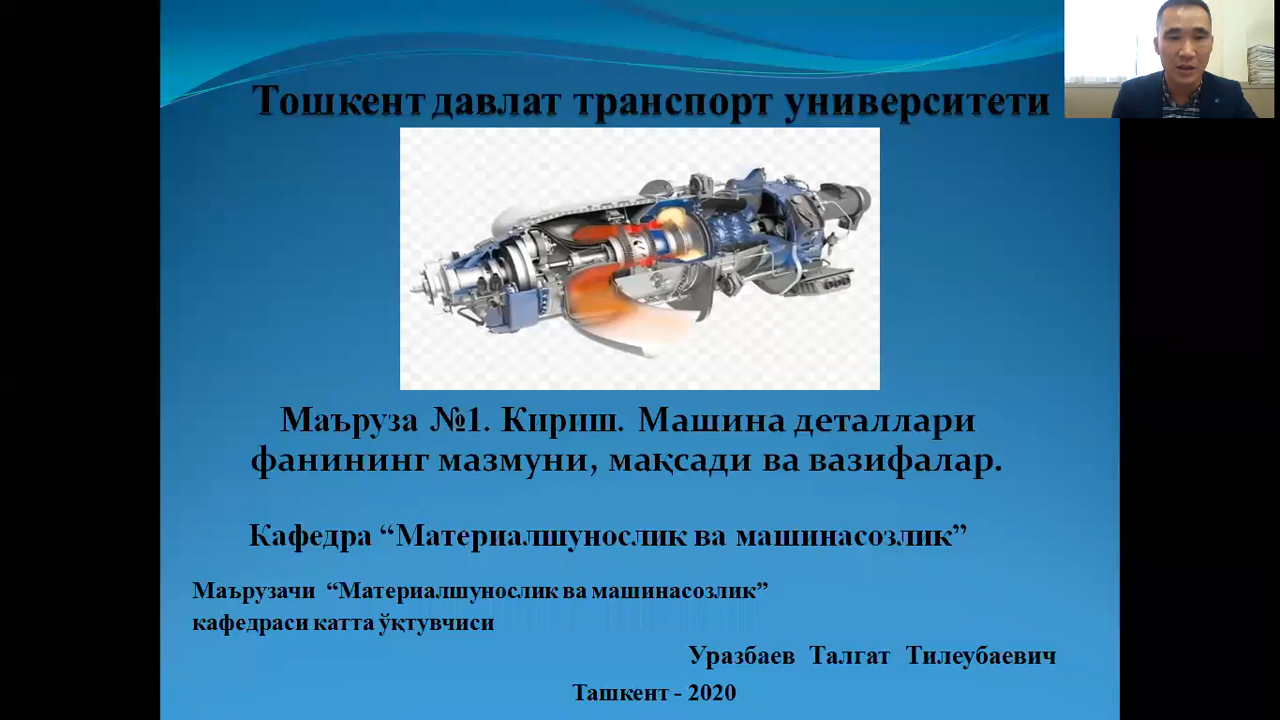 Тошкент давлат транспорт университети
Маъруза №1. Кириш. Машина деталлари
фанининг мазмуни, мақсади ва вазифалар.
Кафедра “Материалшунослик ва машинасозлик”
Маърузачи “Материалшунослик ва машинасозлик”
кафедраси катта ўқтувчиси
Уразбаев Талгат Тилеубаевич
Ташкент - 2020